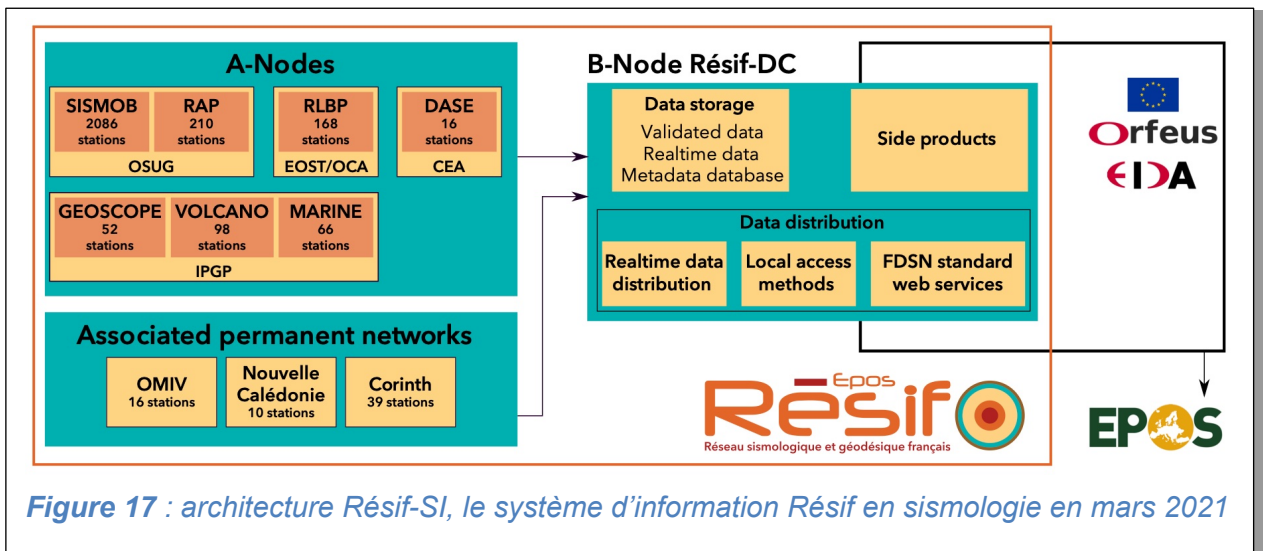 A-Nodes
SISMOB
2086
stations
RAP
210
stations
OSUG
RLBP
168
stations
EOST/OCA
DASE
16
stations
CEA
GEOSCOPE
52
stations
VOLCANO
98
stations
MARINE
66
stations
IPGP
Associated permanent networks
OMIV
16 stations
Nouvelle
Calédonie
10 stations
Corinth
39 stations
B-Node Résif-DC
Data storage
Validated data
Realtime data
Metadata database
Side products
Data distribution
Realtime data
distribution
Local access
methods
FDSN standard
web services
Orfeus
EIDA
Epos
Résif
Réseau sismologique et géodésique français
EPOS
Figure 17 : architecture Résif-SI, le système d’information Résif en sismologie en mars 2021